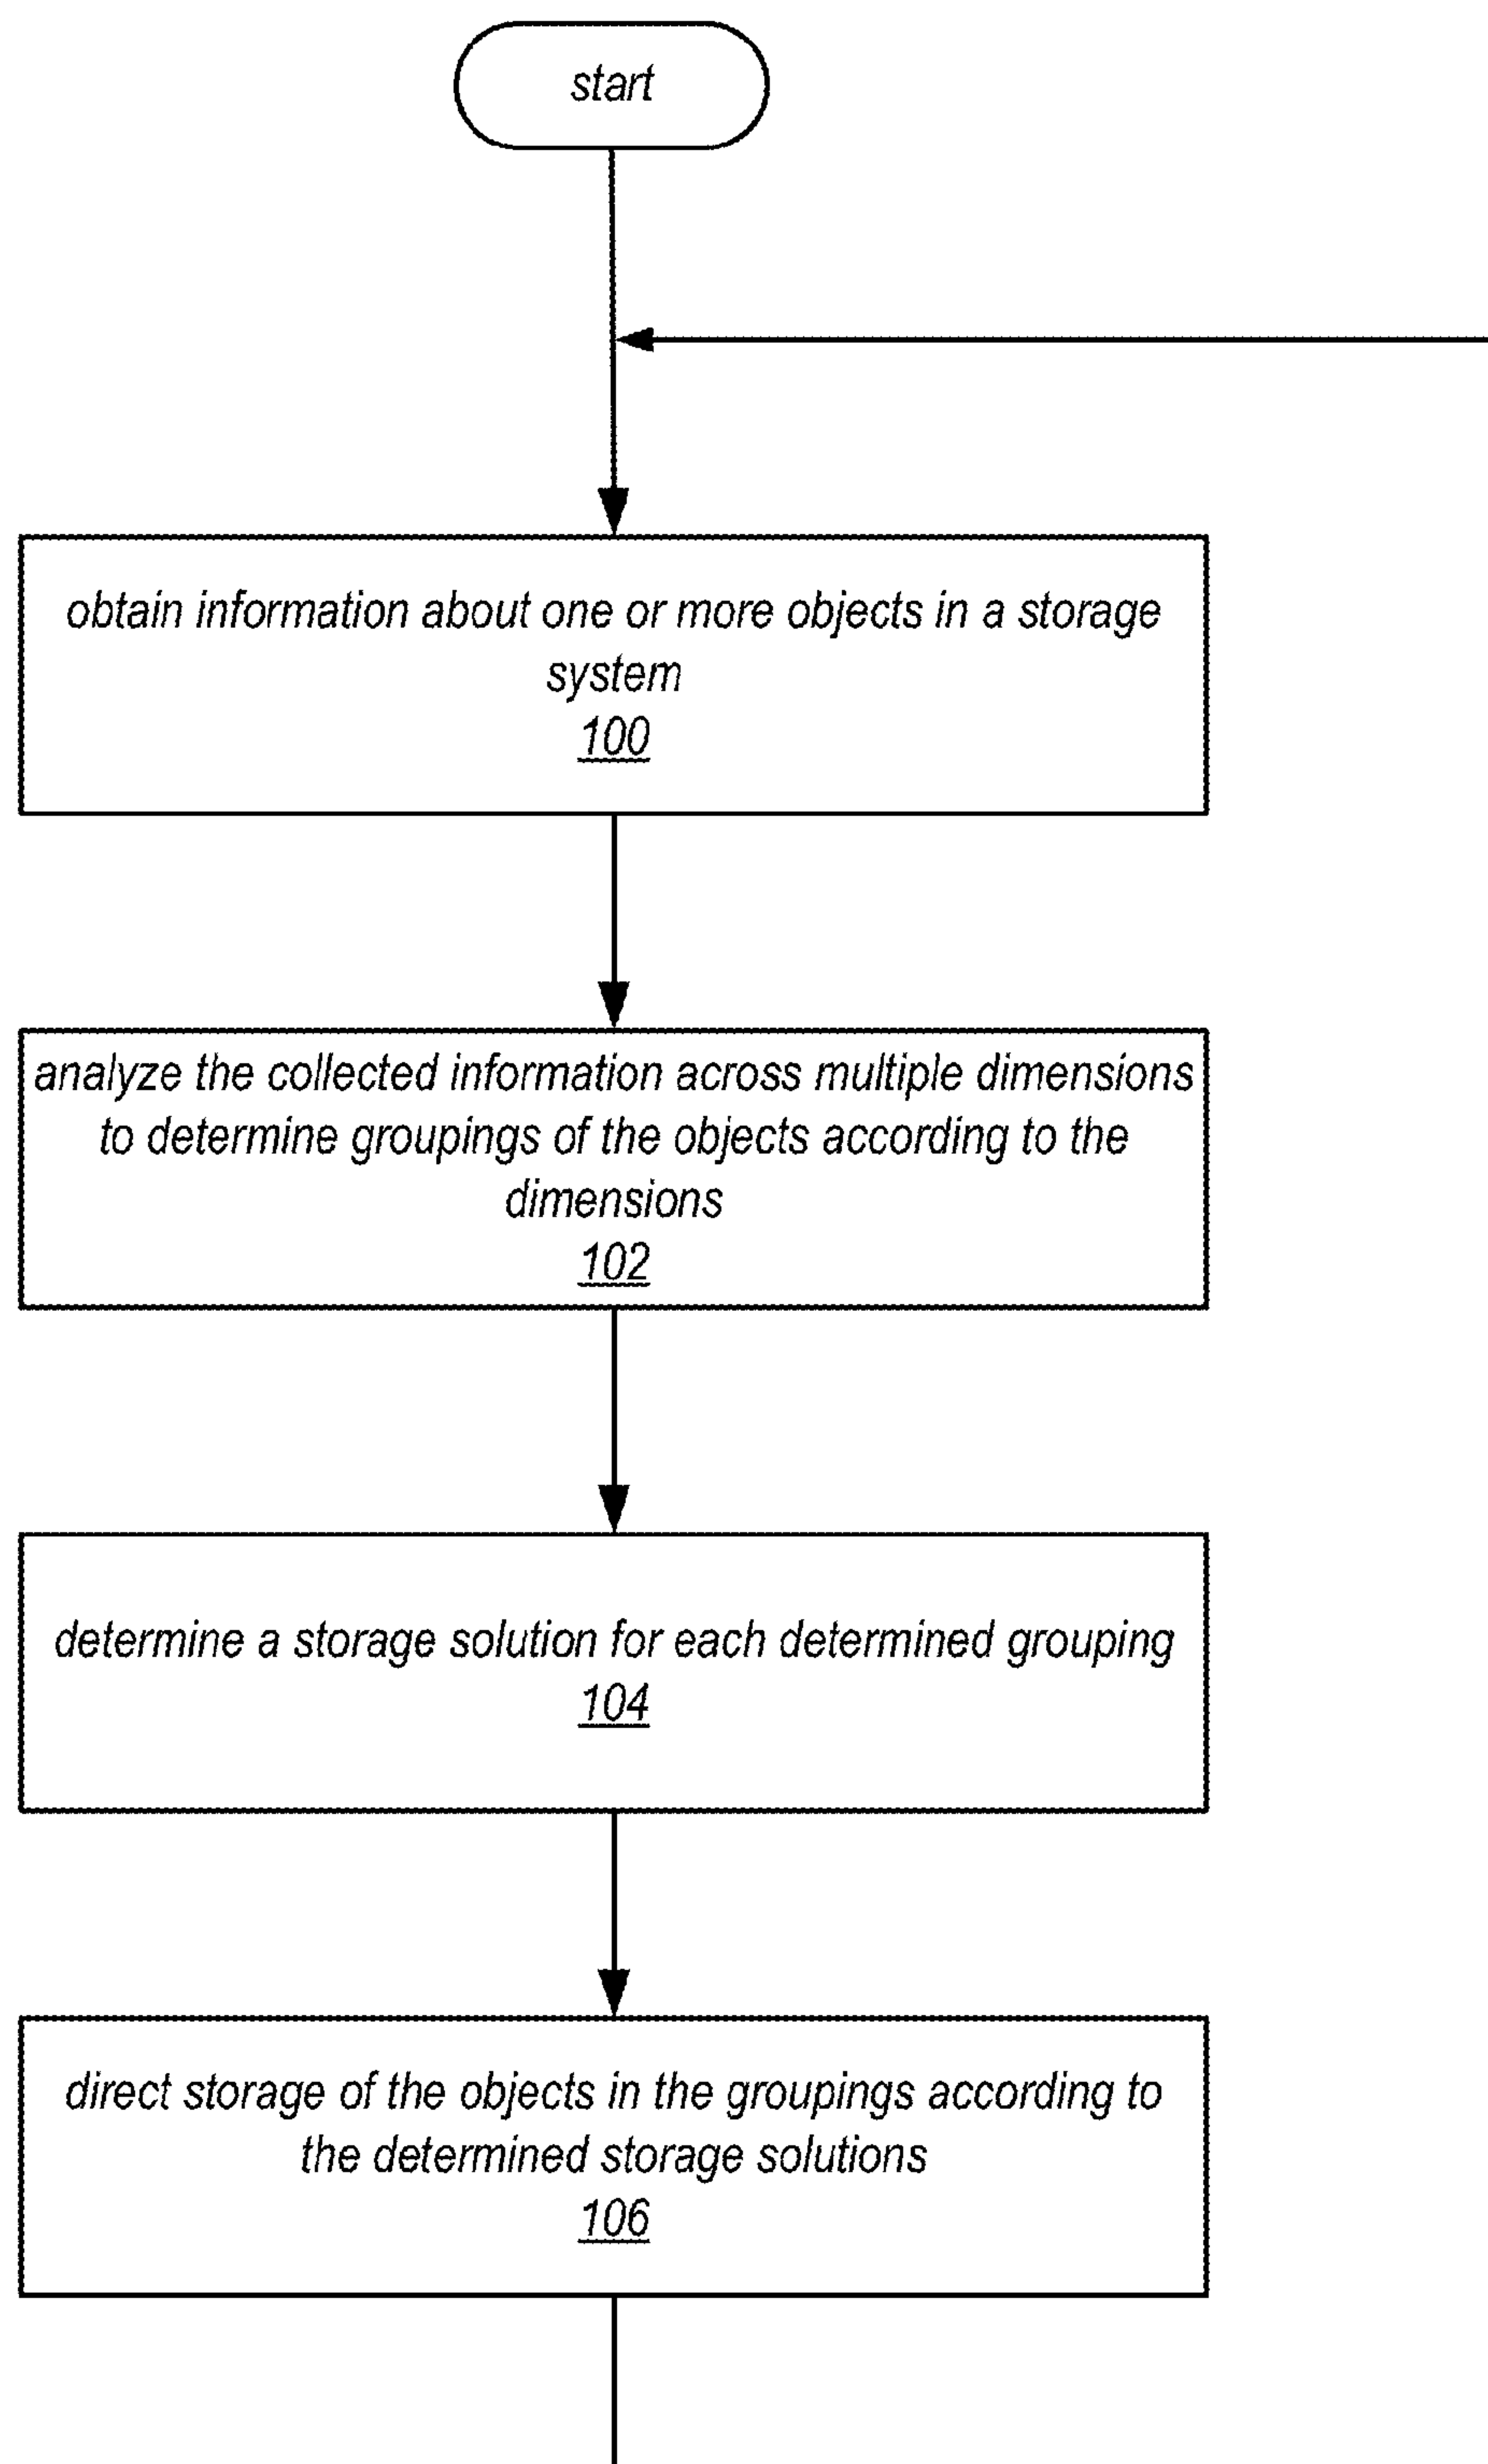 start
obtain information about one or more objects in a storage
system
100
analyze the collected information across multiple dimensions
to determine groupings of the objects according to the
dimensions
102
determine a storage solution for each determined grouping
104
direct storage of the objects in the groupings according to
the determined storage solutions
106